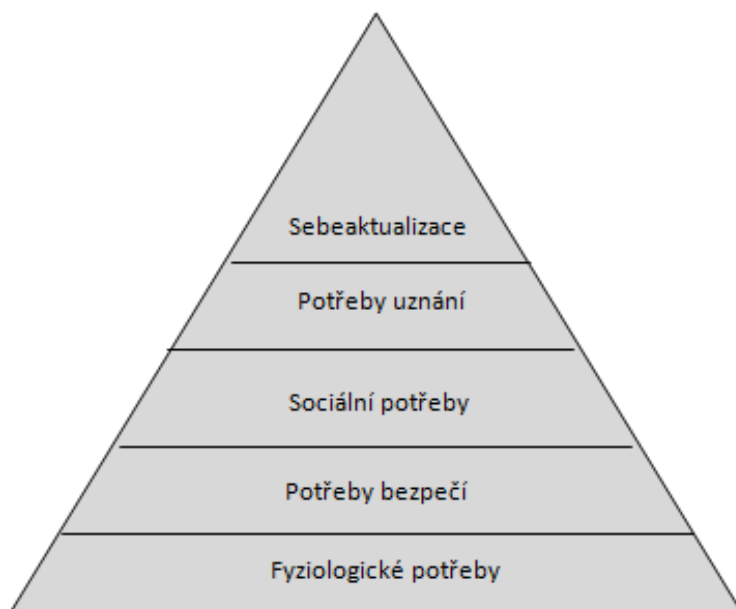 Sebeaktualizace
Potřeby uznání
Sociální potřeby
Potřeby bezpečí
Fyziologické potřeby